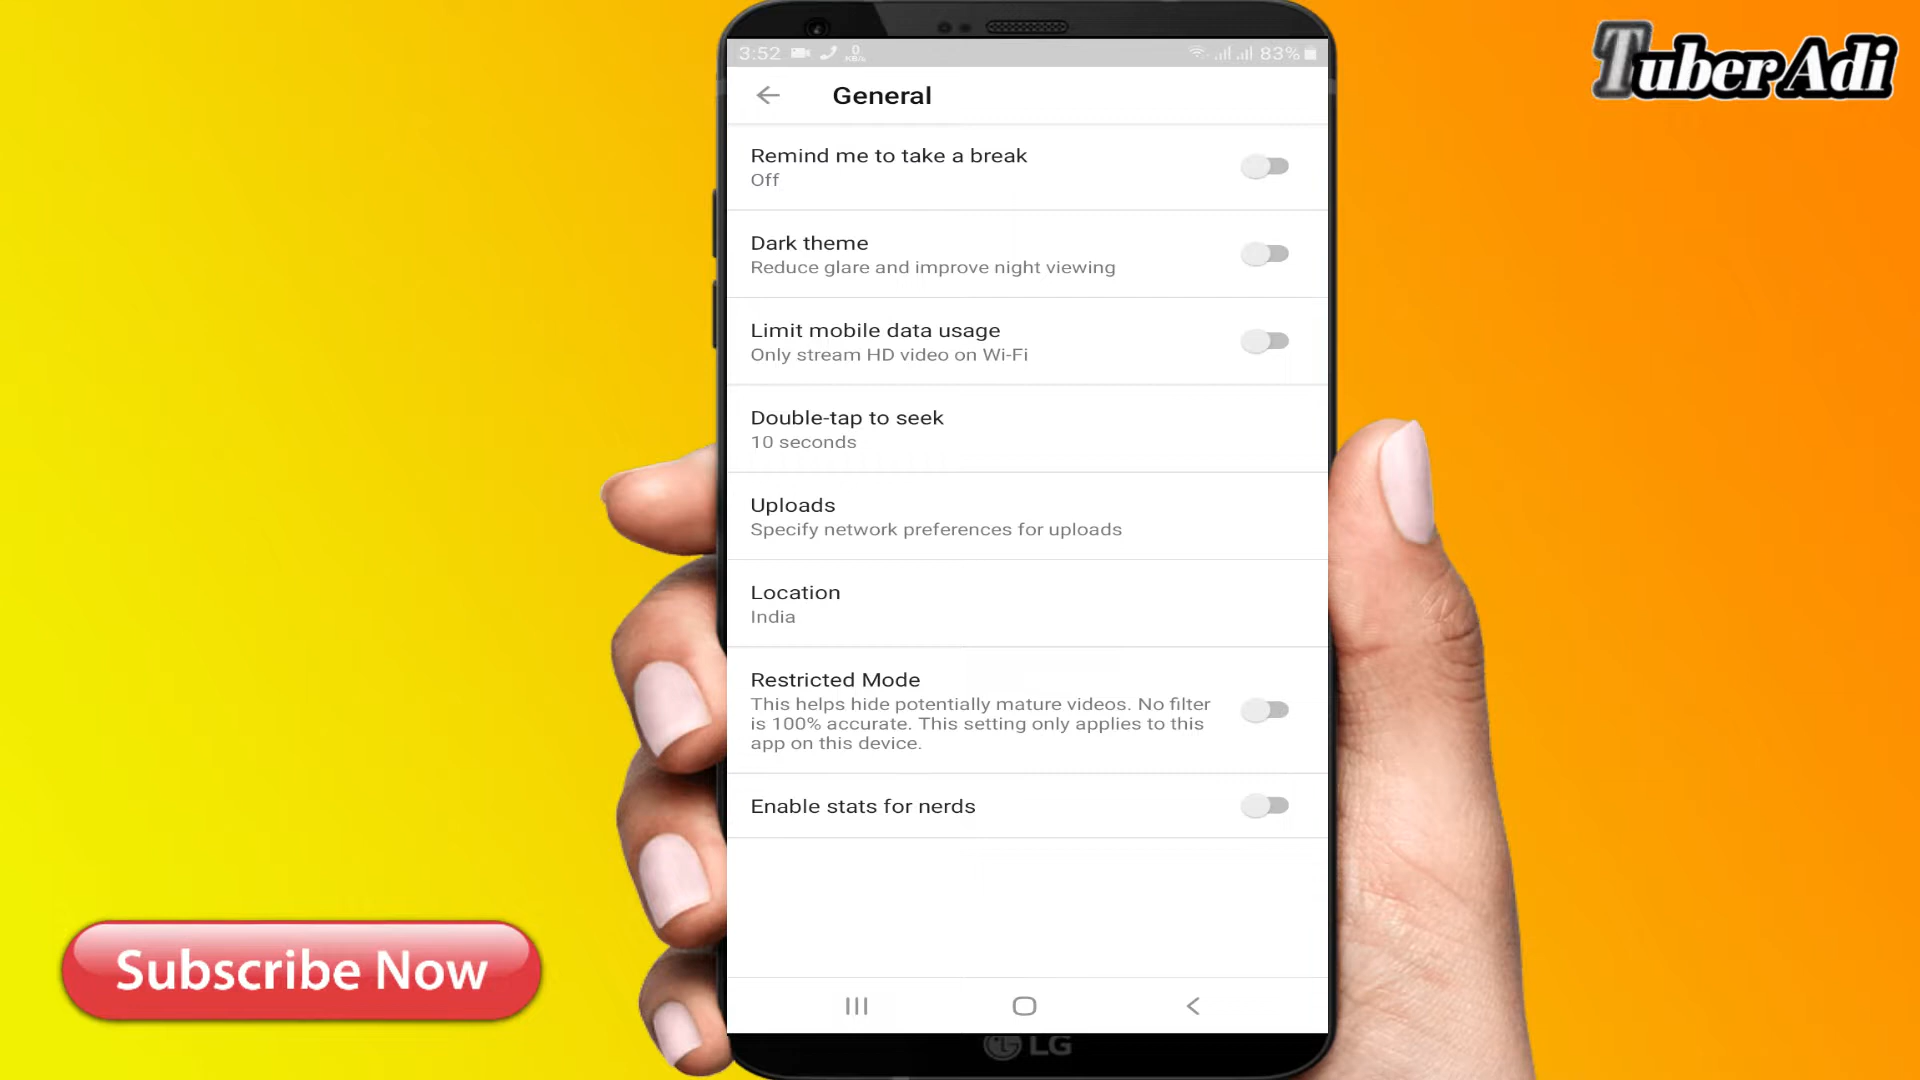 TuberAdi
3:52 0 KB/s 83%
General
Remind me to take a break
Off
Dark theme
Reduce glare and improve night viewing
Limit mobile data usage
Only stream HD video on Wi-Fi
Double-tap to seek
10 seconds
Uploads
Specify network preferences for uploads
Location
India
Restricted Mode
This helps hide potentially mature videos. No filter
is 100% accurate. This setting only applies to this
app on this device.
Enable stats for nerds
Subscribe Now
LG